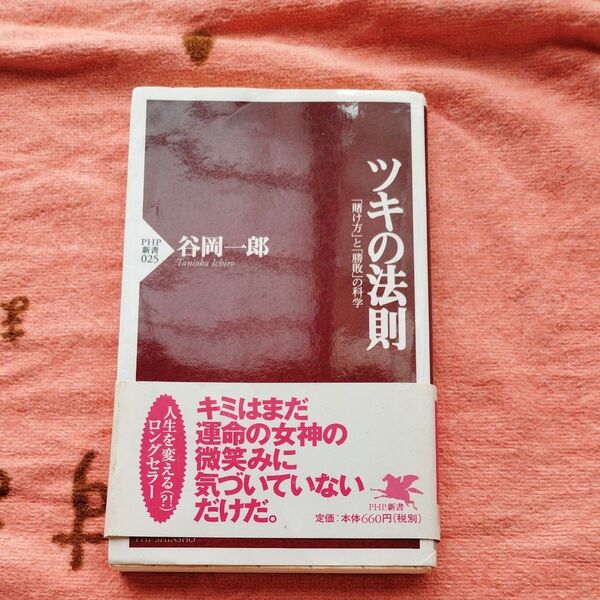 ツキの法則
「賭け方」と「勝敗」の科学
PHP
新書
025
谷岡一郎
Tanioka Ichiro
人生を変える(?!)
ロングセラー
キミはまだ
運命の女神の
微笑みに
気づいていない
だけだ。
PHP新書
定価:本体660円(税別)
PHP SHINSHO